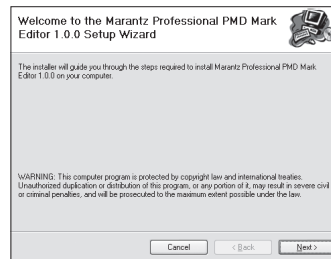 Welcome to the Marantz Professional PMD Mark
Editor 1.0.0 Setup Wizard
The installer will guide you through the steps required to install Marantz Professional PMD Mark
Editor 1.0.0 on your computer.
WARNING: This computer program is protected by copyright law and international treaties.
Unauthorized duplication or distribution of this program, or any portion of it, may result in severe civil
or criminal penalties, and will be prosecuted to the maximum extent possible under the law.
Cancel < Back Next >